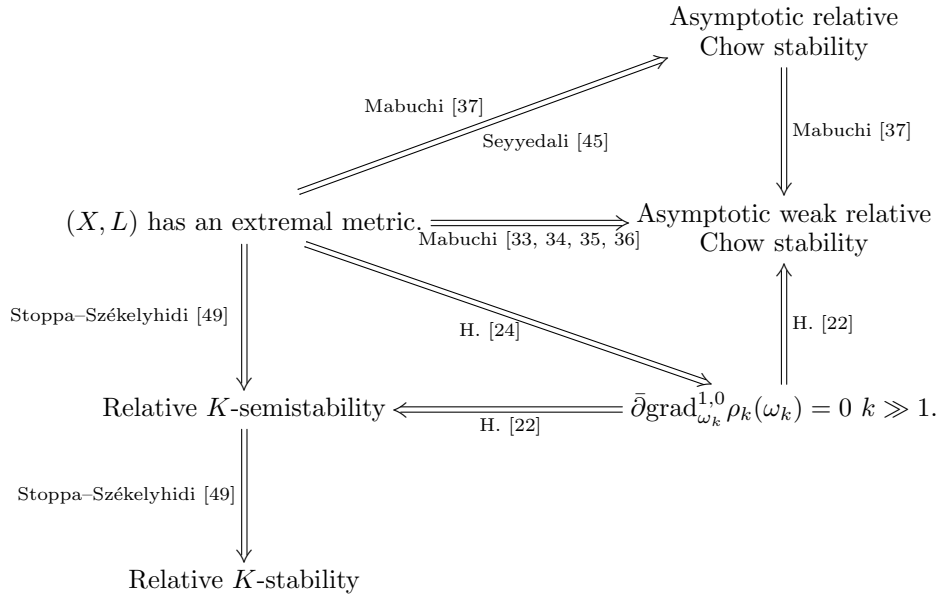 Asymptotic relative
Chow stability
Mabuchi [37]
Seyyedali [45]
Mabuchi [37]
(X, L) has an extremal metric.
Mabuchi [33, 34, 35, 36]
Asymptotic weak relative
Chow stability
Stoppa–Székelyhidi [49]
H. [24]
H. [22]
Relative K-semistability
H. [22]
∂̄grad^{1,0}_{ω_k} ρ_k(ω_k) = 0 k ≫ 1.
Stoppa–Székelyhidi [49]
Relative K-stability